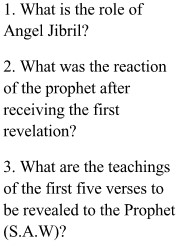 1. What is the role of
Angel Jibril?
2. What was the reaction
of the prophet after
receiving the first
revelation?
3. What are the teachings
of the first five verses to
be revealed to the Prophet
(S.A.W)?